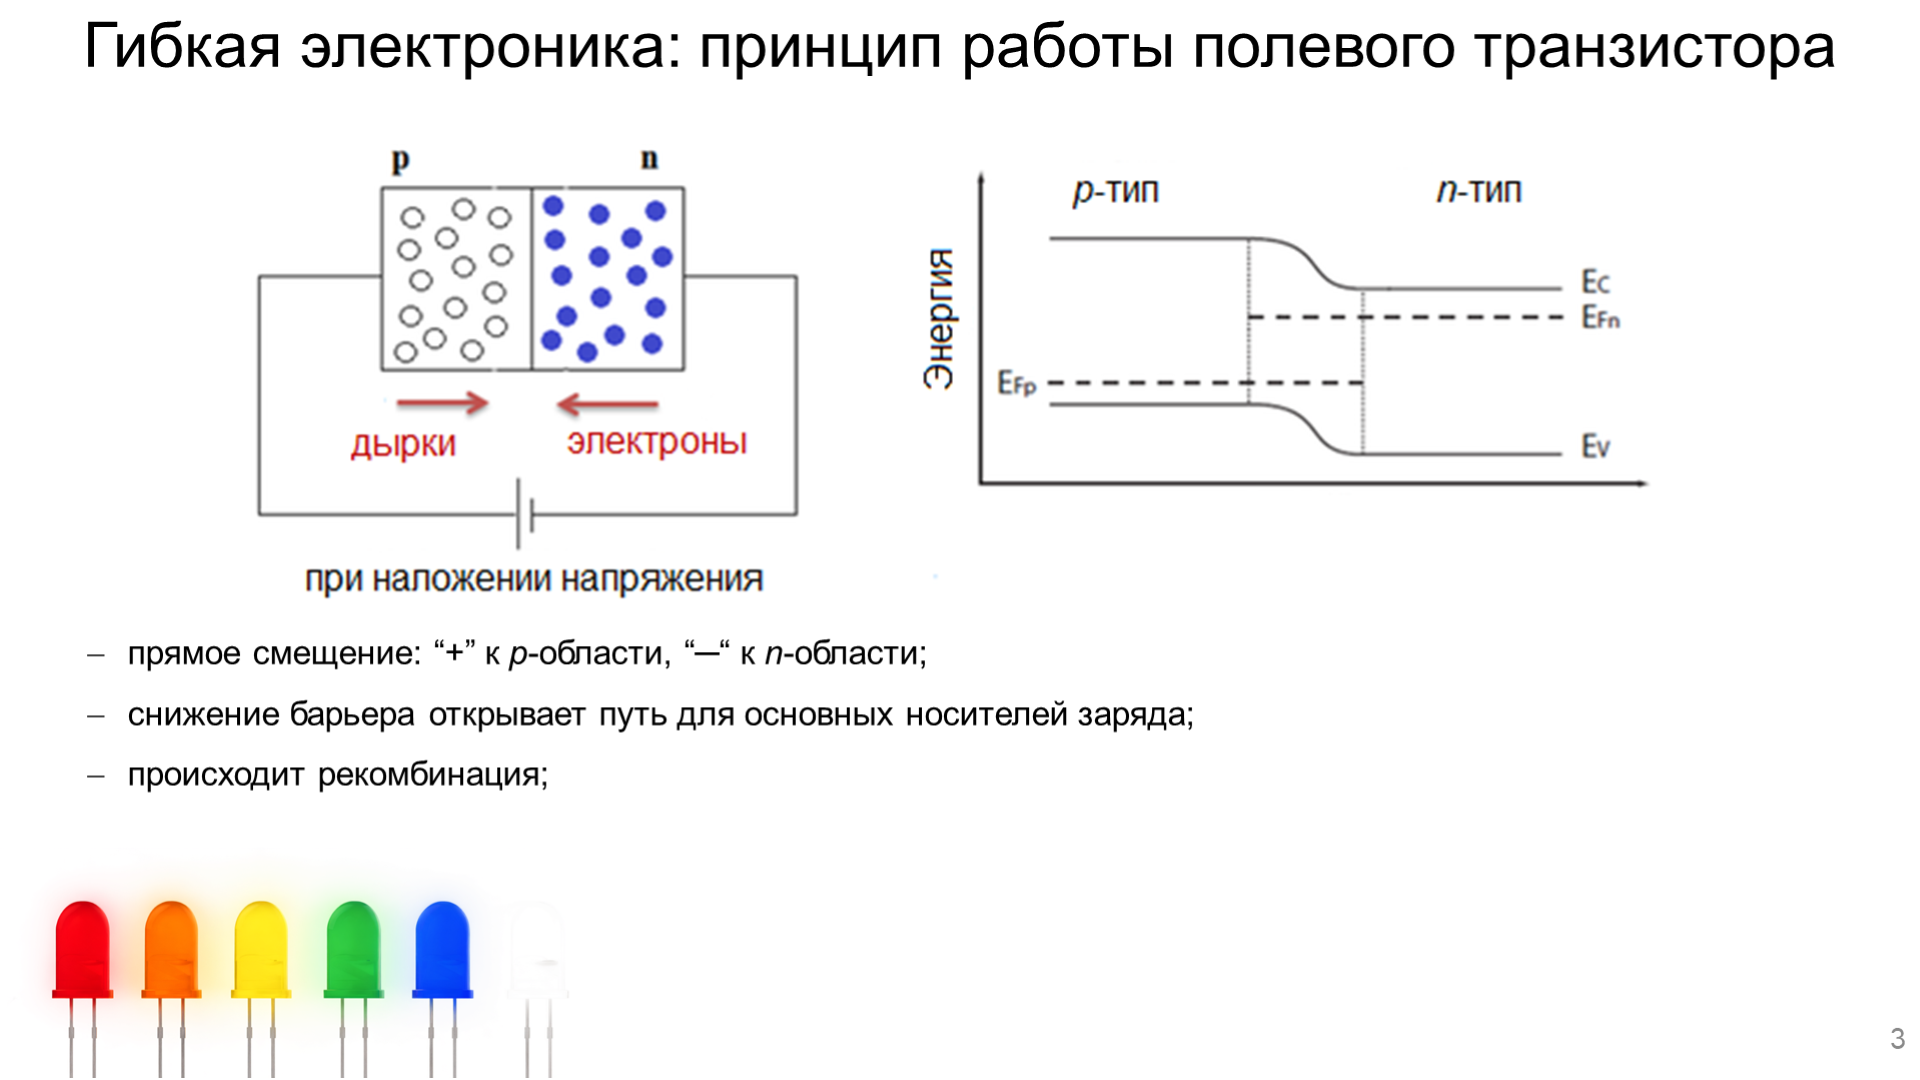 Гибкая электроника: принцип работы полевого транзистора
p n
дырки электроны
при наложении напряжения
Энергия
p-тип n-тип
EC
EFn
EFp
EV
– прямое смещение: “+” к p-области, “─“ к n-области;
– снижение барьера открывает путь для основных носителей заряда;
– происходит рекомбинация;
3